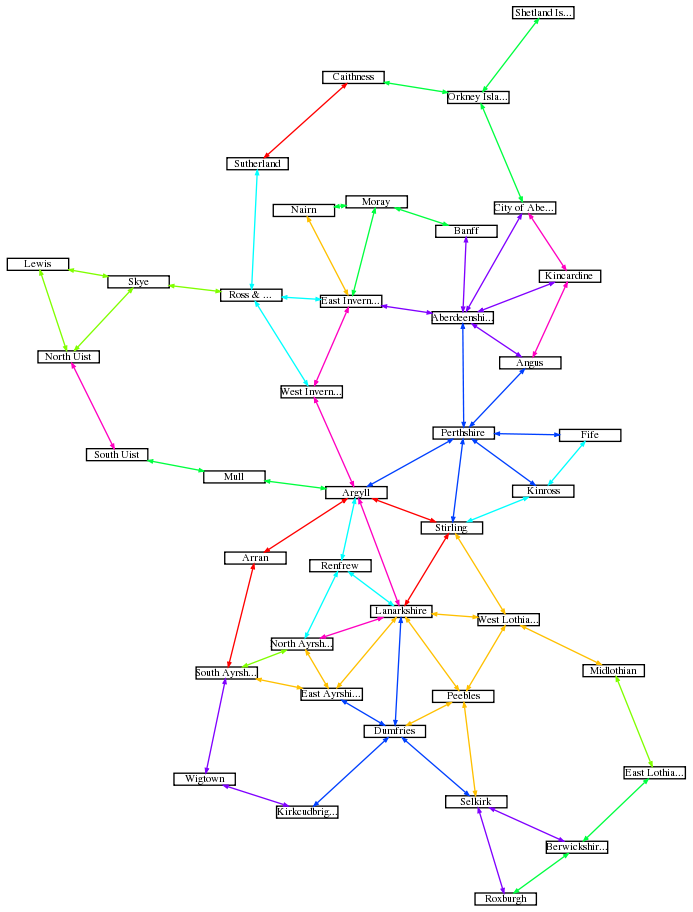 Shetland Is...
Caithness
Orkney Isla...
Sutherland
Moray
Nairn
City of Abe...
Banff
Lewis
Skye
Kincardine
Ross & ...
East Invern...
Aberdeenshi...
North Uist
Angus
West Invern...
Perthshire
Fife
South Uist
Mull
Kinross
Argyll
Stirling
Arran
Renfrew
Lanarkshire
West Lothia...
North Ayrsh...
South Ayrsh...
Midlothian
East Ayrshi...
Peebles
Dumfries
East Lothia...
Wigtown
Selkirk
Kirkcudbrig...
Berwickshir...
Roxburgh